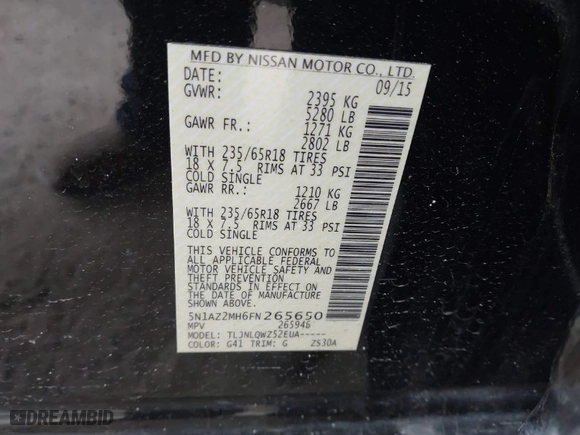 MFD BY NISSAN MOTOR CO., LTD.
DATE: 09/15
GVWR: 2395 KG
5280 LB
GAWR FR.: 1271 KG
2802 LB
WITH 235/65R18 TIRES
18 X 7.5 RIMS AT 33 PSI
COLD SINGLE
GAWR RR.: 1210 KG
2667 LB
WITH 235/65R18 TIRES
18 X 7.5 RIMS AT 33 PSI
COLD SINGLE
THIS VEHICLE CONFORMS TO
ALL APPLICABLE FEDERAL
MOTOR VEHICLE SAFETY AND
THEFT PREVENTION
STANDARDS IN EFFECT ON
THE DATE OF MANUFACTURE
SHOWN ABOVE.
5N1AZ2MH6FN265650
MPV 265946
MODEL: TLJNLQWZ52EUA-----
COLOR: G41 TRIM: G ZS30A
DREAMBID